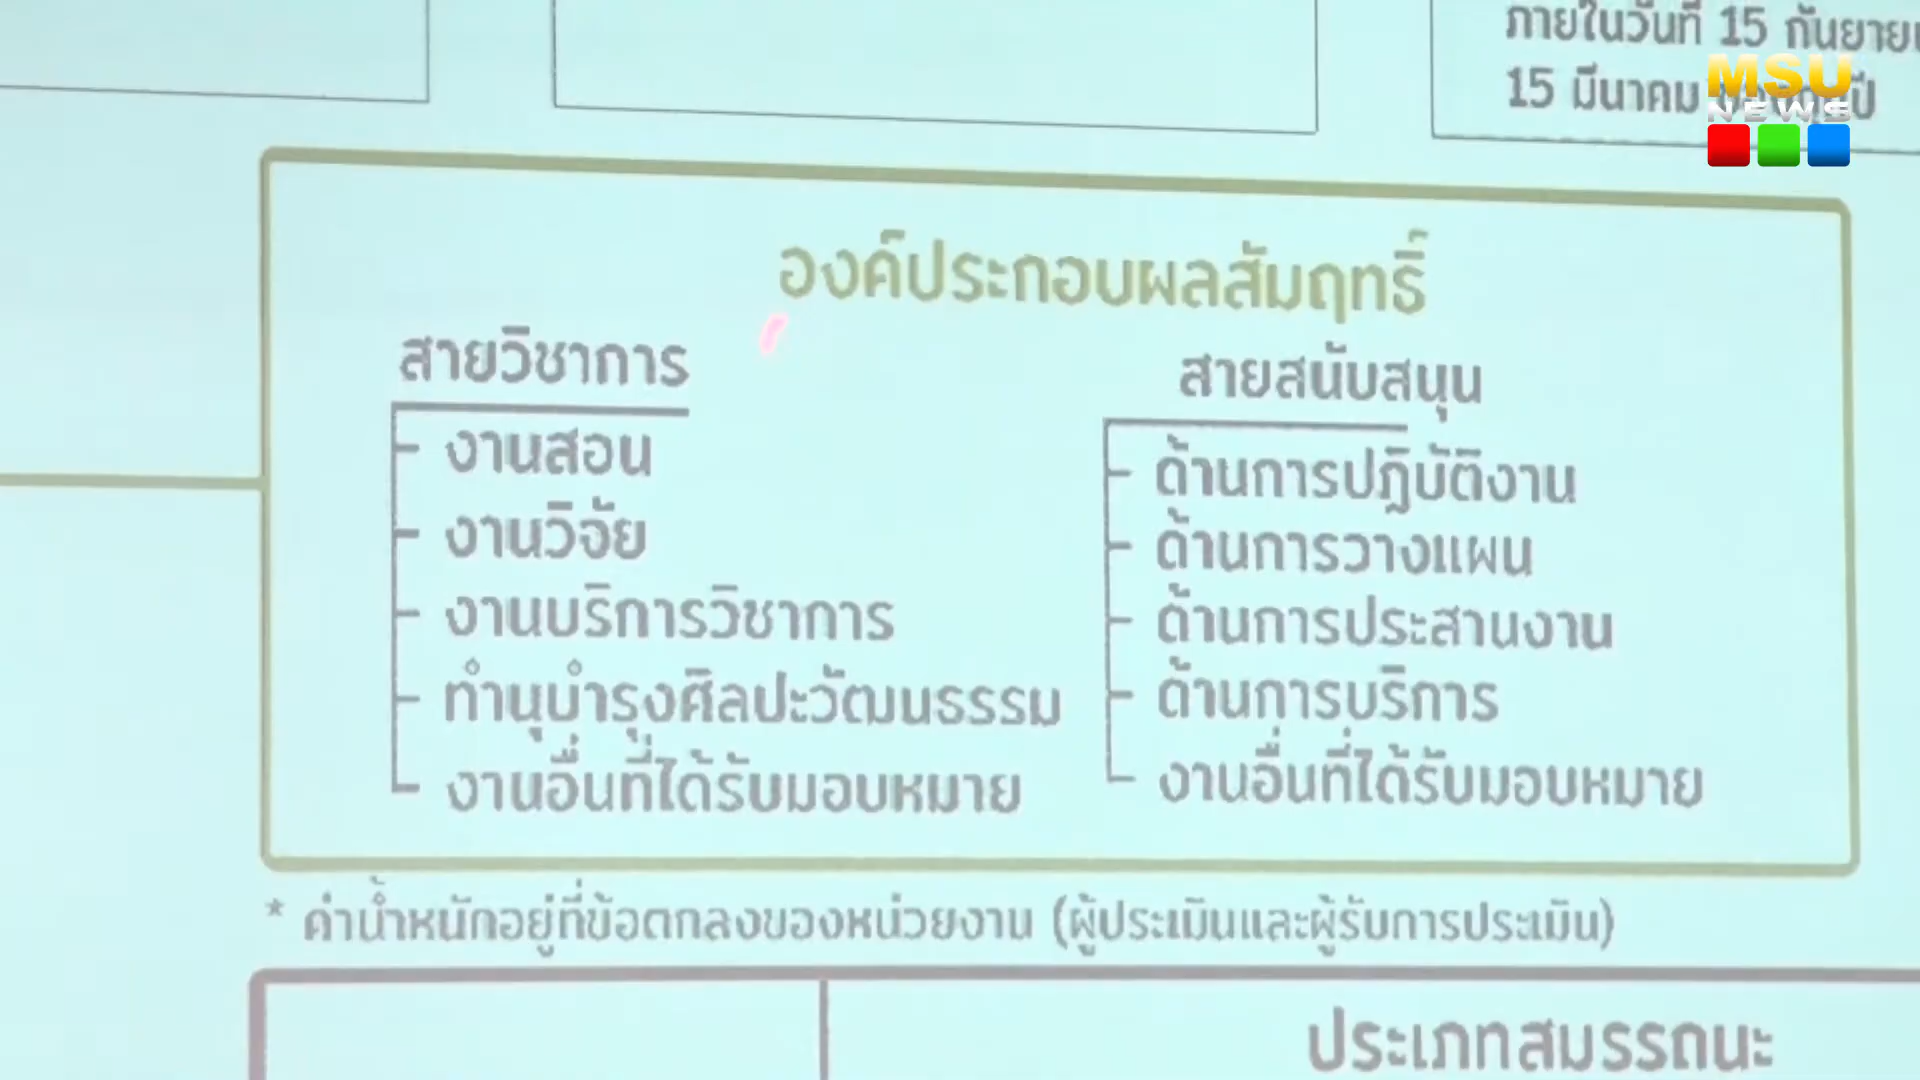 ภายในวันที่ 15 กันยายน
15 มีนาคม ของทุกปี
MSU
NEWS
องค์ประกอบผลสัมฤทธิ์
สายวิชาการ
งานสอน
งานวิจัย
งานบริการวิชาการ
ทำนุบำรุงศิลปะวัฒนธรรม
งานอื่นที่ได้รับมอบหมาย
สายสนับสนุน
ด้านการปฏิบัติงาน
ด้านการวางแผน
ด้านการประสานงาน
ด้านการบริการ
งานอื่นที่ได้รับมอบหมาย
* ค่าน้ำหนักอยู่ที่ข้อตกลงของหน่วยงาน (ผู้ประเมินและผู้รับการประเมิน)
ประเภทสมรรถนะ